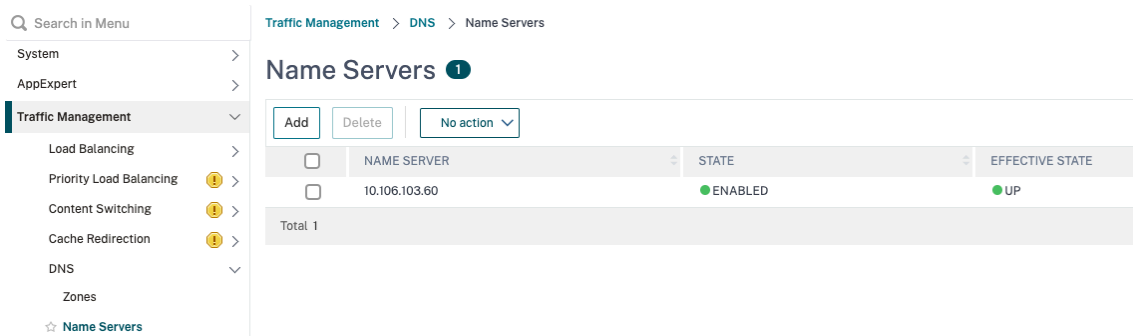 Search in Menu
System
AppExpert
Traffic Management
Load Balancing
Priority Load Balancing !
Content Switching !
Cache Redirection !
DNS
Zones
Name Servers
Traffic Management > DNS > Name Servers
Name Servers 1
Add Delete No action
NAME SERVER STATE EFFECTIVE STATE
10.106.103.60 ENABLED UP
Total 1